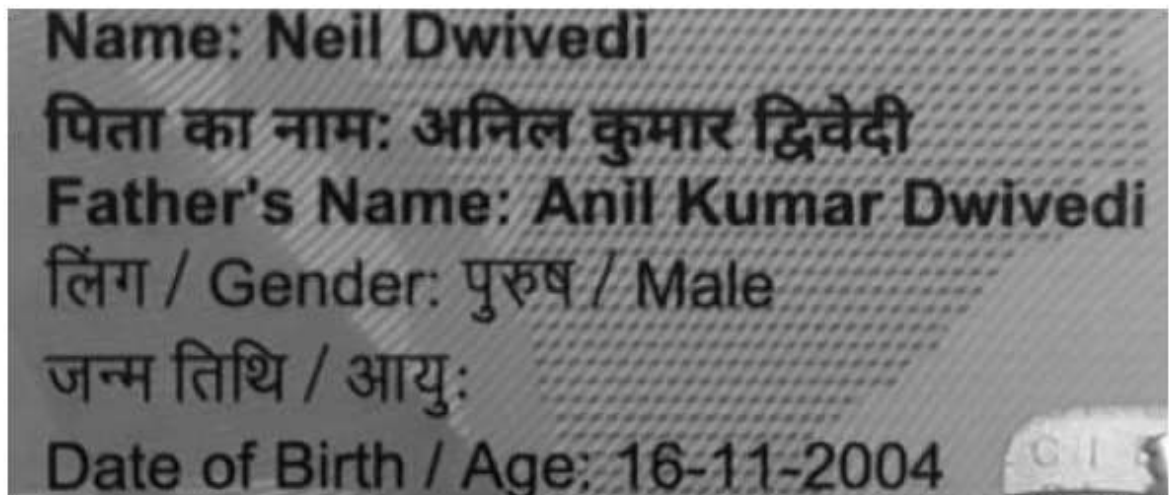 Name: Neil Dwivedi
पिता का नाम: अनिल कुमार द्विवेदी
Father's Name: Anil Kumar Dwivedi
लिंग / Gender: पुरुष / Male
जन्म तिथि / आयु:
Date of Birth / Age: 16-11-2004